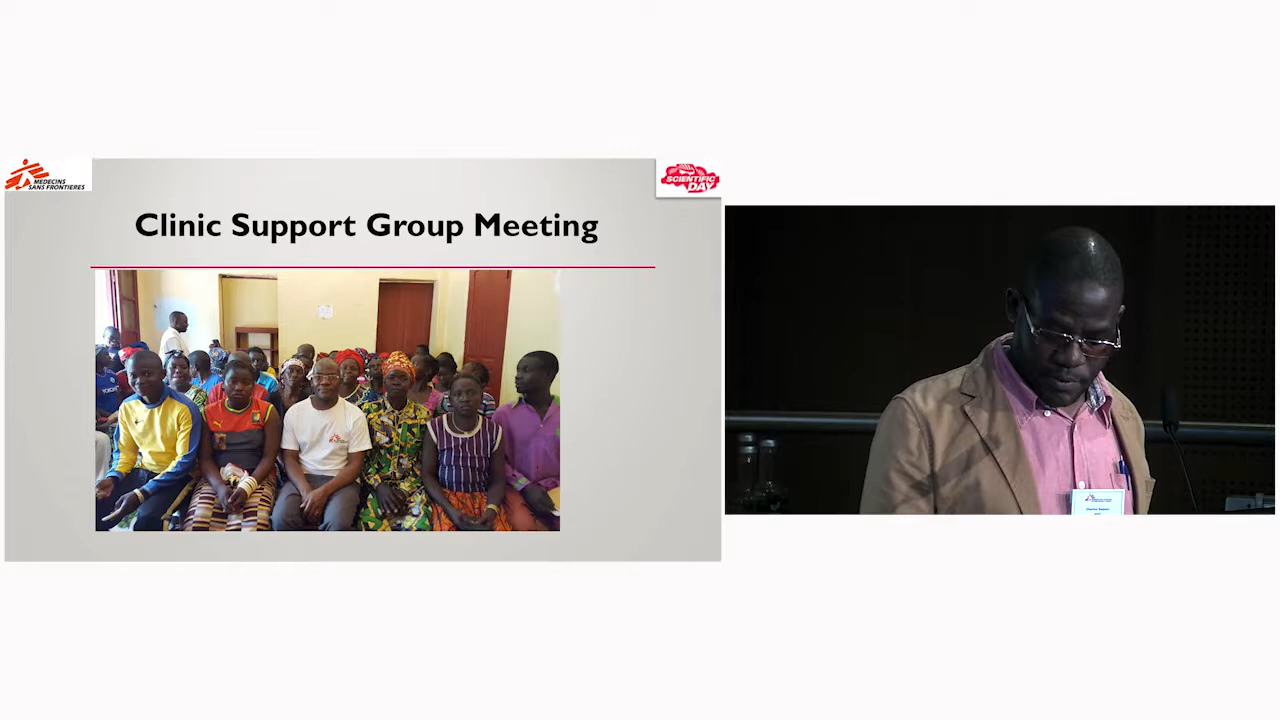 MEDECINS
SANS FRONTIERES
SCIENTIFIC
DAY
Clinic Support Group Meeting